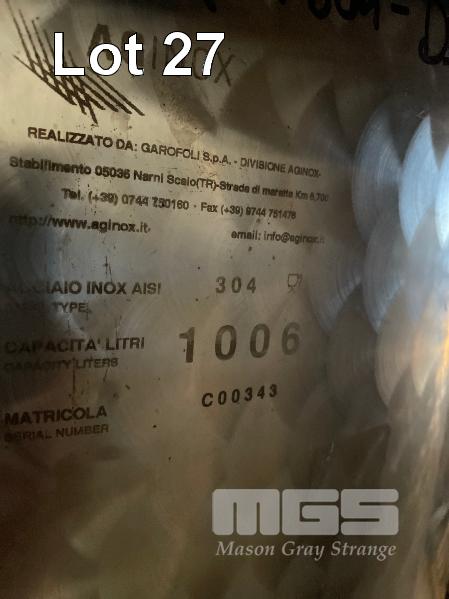 Lot 27
AGINOX
REALIZZATO DA: GAROFOLI S.p.A. - DIVISIONE AGINOX
Stabilimento 05036 Narni Scalo(TR)-Strada di maratta Km 6,700
Tel. (+39) 0744 750160 - Fax (+39) 0744 751476
http://www.aginox.it
email: info@aginox.it
ACCIAIO INOX AISI 304
TYPE
CAPACITA' LITRI 1006
CAPACITY LITERS
MATRICOLA C00343
SERIAL NUMBER
MGS
Mason Gray Strange